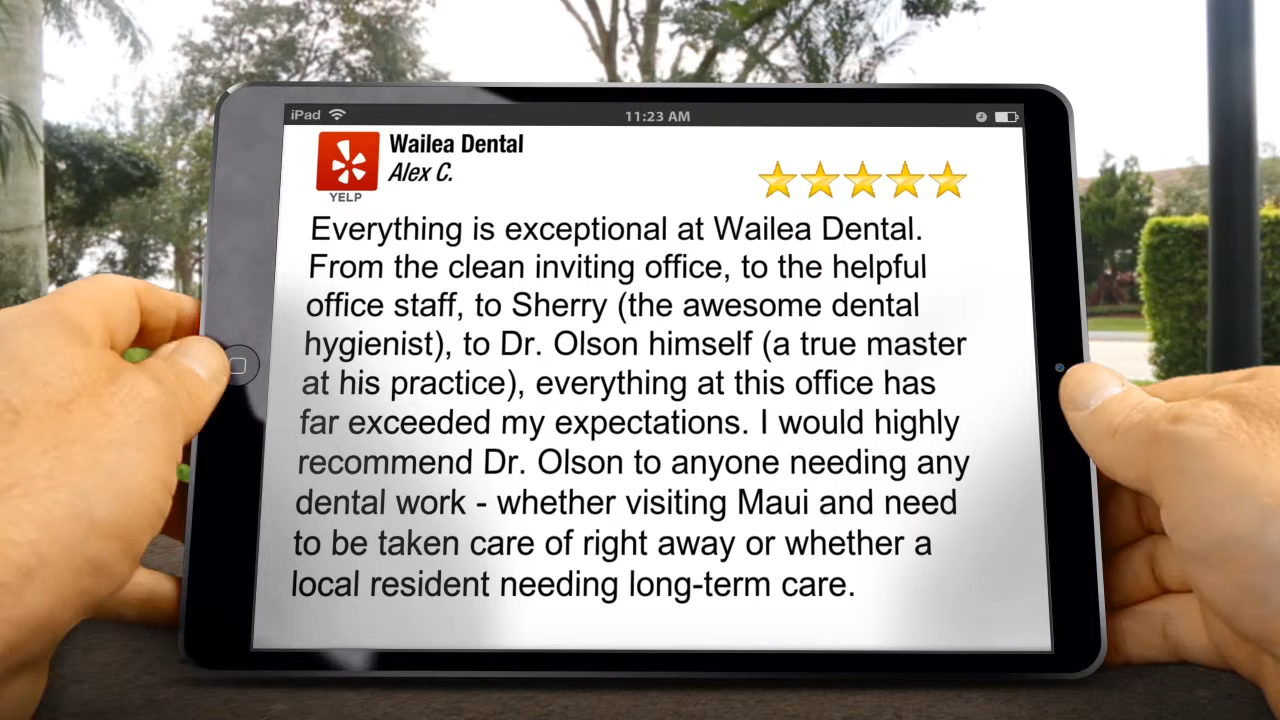 iPad 11:23 AM
Wailea Dental
Alex C.
YELP
Everything is exceptional at Wailea Dental.
From the clean inviting office, to the helpful
office staff, to Sherry (the awesome dental
hygienist), to Dr. Olson himself (a true master
at his practice), everything at this office has
far exceeded my expectations. I would highly
recommend Dr. Olson to anyone needing any
dental work - whether visiting Maui and need
to be taken care of right away or whether a
local resident needing long-term care.